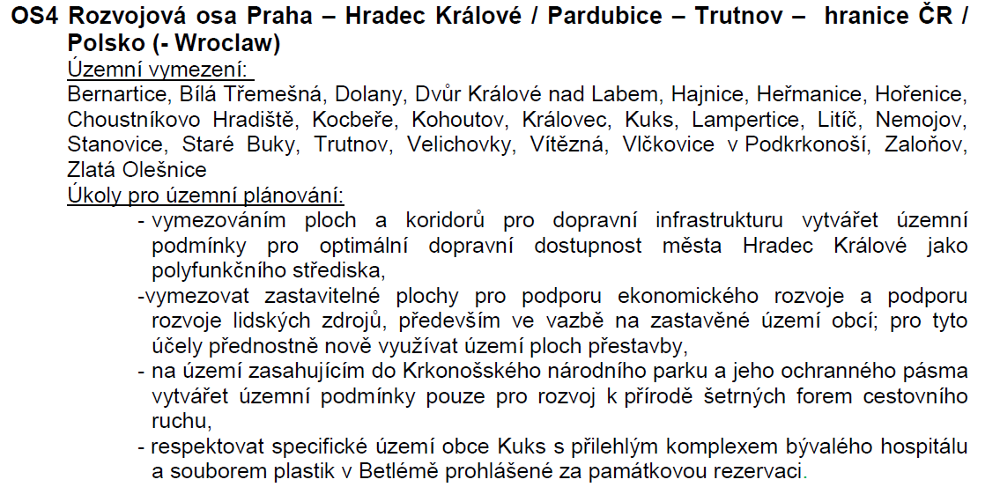 OS4 Rozvojová osa Praha – Hradec Králové / Pardubice – Trutnov – hranice ČR /
Polsko (- Wroclaw)
Územní vymezení:
Bernartice, Bílá Třemešná, Dolany, Dvůr Králové nad Labem, Hajnice, Heřmanice, Hořenice,
Choustníkovo Hradiště, Kocbeře, Kohoutov, Královec, Kuks, Lampertice, Litíč, Nemojov,
Stanovice, Staré Buky, Trutnov, Velichovky, Vítězná, Vlčkovice v Podkrkonoší, Zaloňov,
Zlatá Olešnice
Úkoly pro územní plánování:
- vymezováním ploch a koridorů pro dopravní infrastrukturu vytvářet územní
podmínky pro optimální dopravní dostupnost města Hradec Králové jako
polyfunkčního střediska,
-vymezovat zastavitelné plochy pro podporu ekonomického rozvoje a podporu
rozvoje lidských zdrojů, především ve vazbě na zastavěné území obcí; pro tyto
účely přednostně nově využívat území ploch přestavby,
- na území zasahujícím do Krkonošského národního parku a jeho ochranného pásma
vytvářet územní podmínky pouze pro rozvoj k přírodě šetrných forem cestovního
ruchu,
- respektovat specifické území obce Kuks s přilehlým komplexem bývalého hospitálu
a souborem plastik v Betlémě prohlášené za památkovou rezervaci.